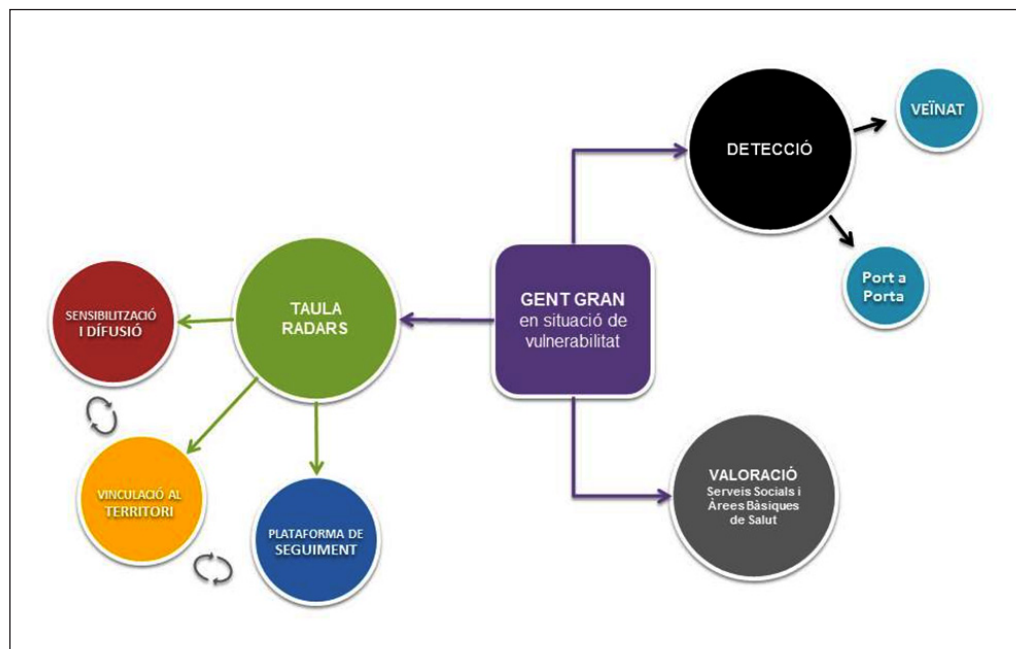 DETECCIÓ
VEÏNAT
Port a
Porta
GENT GRAN
en situació de
vulnerabilitat
TAULA
RADARS
SENSIBILITZACIÓ
I DÍFUSIÓ
VINCULACIÓ AL
TERRITORI
PLATAFORMA DE
SEGUIMENT
VALORACIÓ
Serveis Socials i
Àrees Bàsiques
de Salut